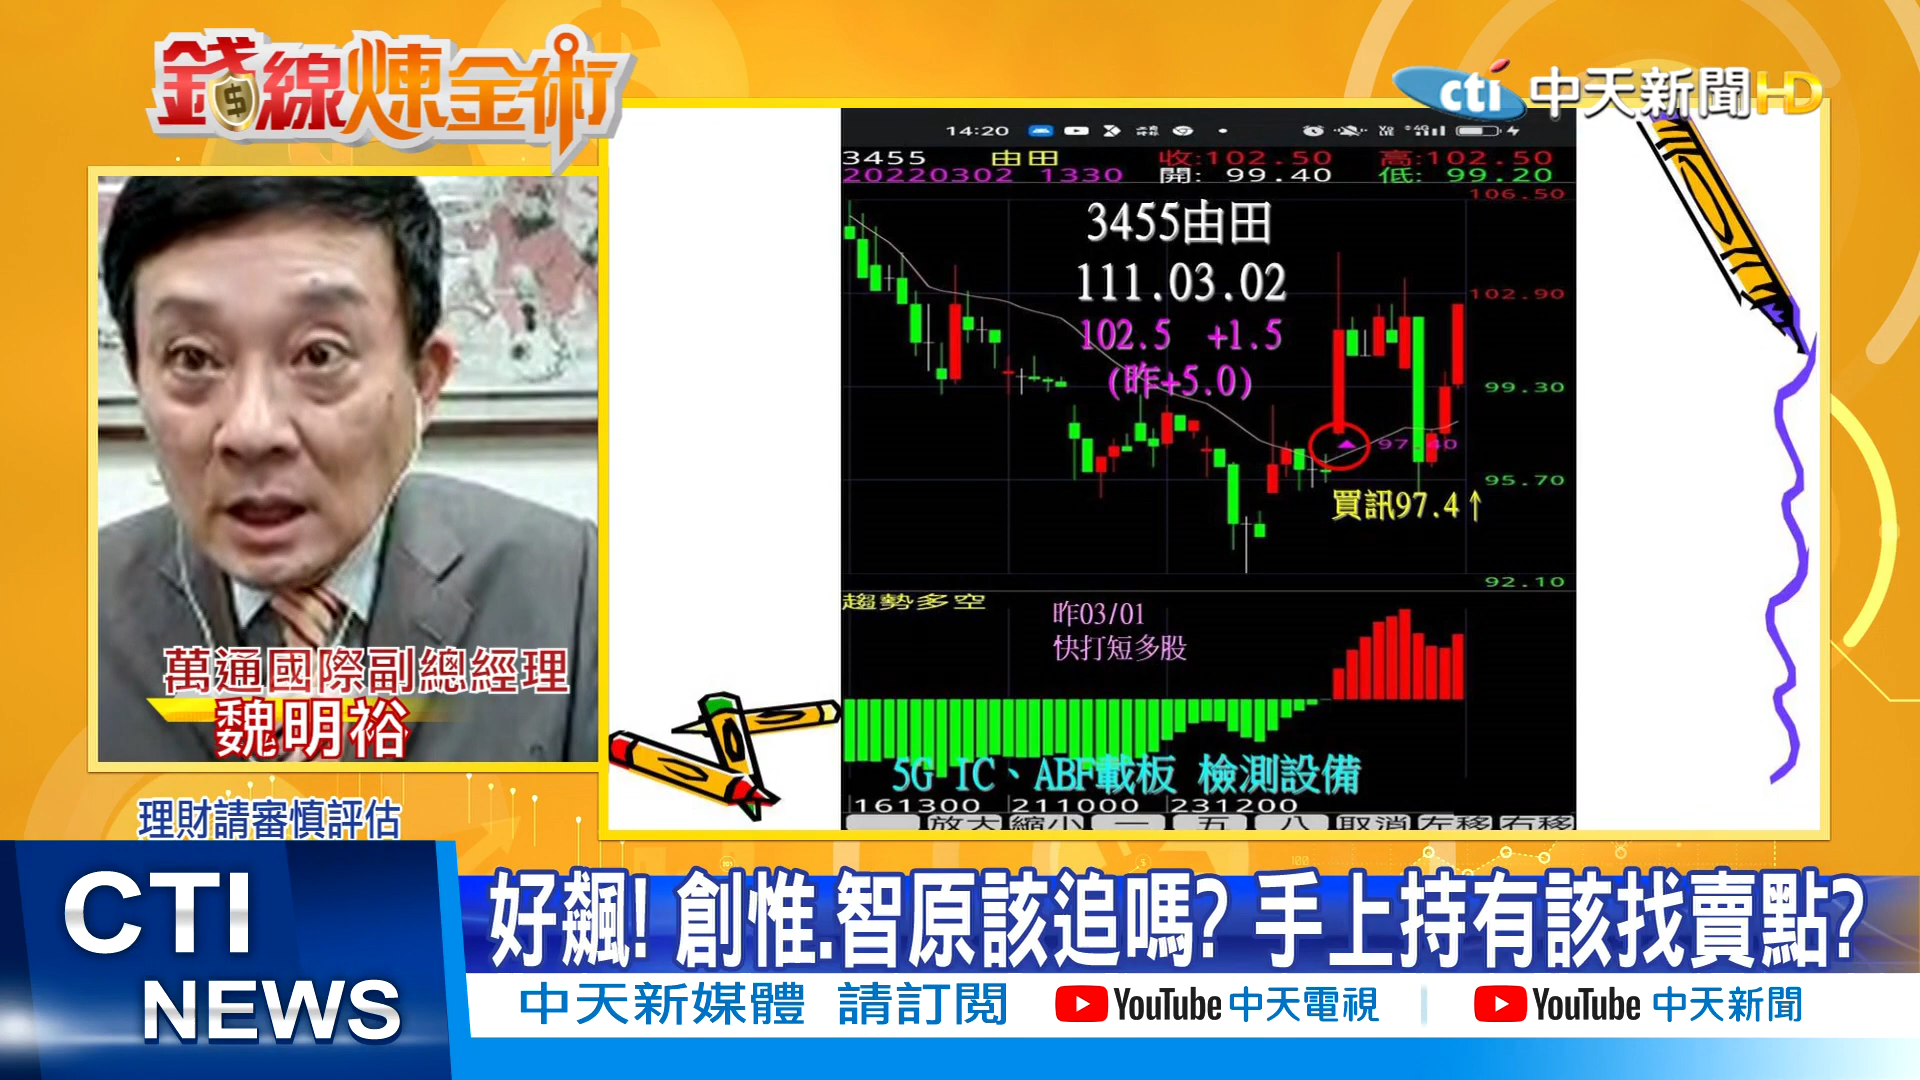 錢線煉金術
$
cti中天新聞HD
14:20
4G
3455 由田 收:102.50 高:102.50
20220302 1330 開: 99.40 低: 99.20
106.50
3455由田
111.03.02
102.5 +1.5
(昨+5.0)
102.90
99.30
97.40
95.70
買訊97.4↑
92.10
趨勢多空
昨03/01
快打短多股
5G IC、ABF載板 檢測設備
161300 211000 231200
放大 縮小 一 五 八 取消 左移 右移
萬通國際副總經理
魏明裕
理財請審慎評估
CTI
NEWS
好飆! 創惟.智原該追嗎? 手上持有該找賣點?
中天新媒體 請訂閱 YouTube 中天電視 YouTube 中天新聞